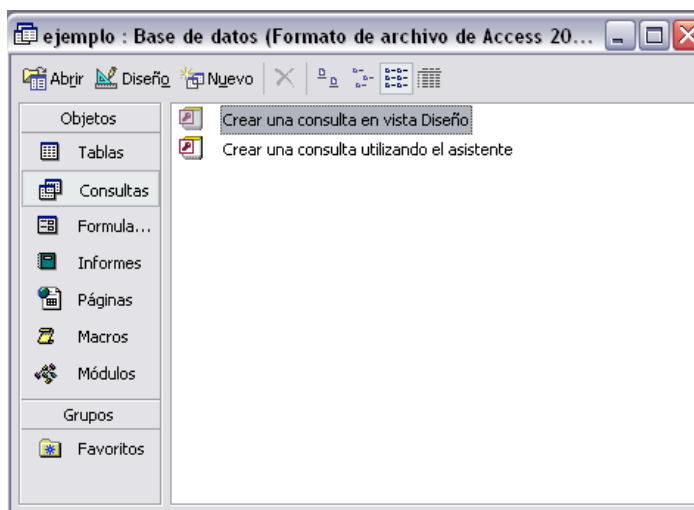 ejemplo : Base de datos (Formato de archivo de Access 20...
Abrir Diseño Nuevo
Objetos
Crear una consulta en vista Diseño
Tablas
Crear una consulta utilizando el asistente
Consultas
Formula...
Informes
Páginas
Macros
Módulos
Grupos
Favoritos